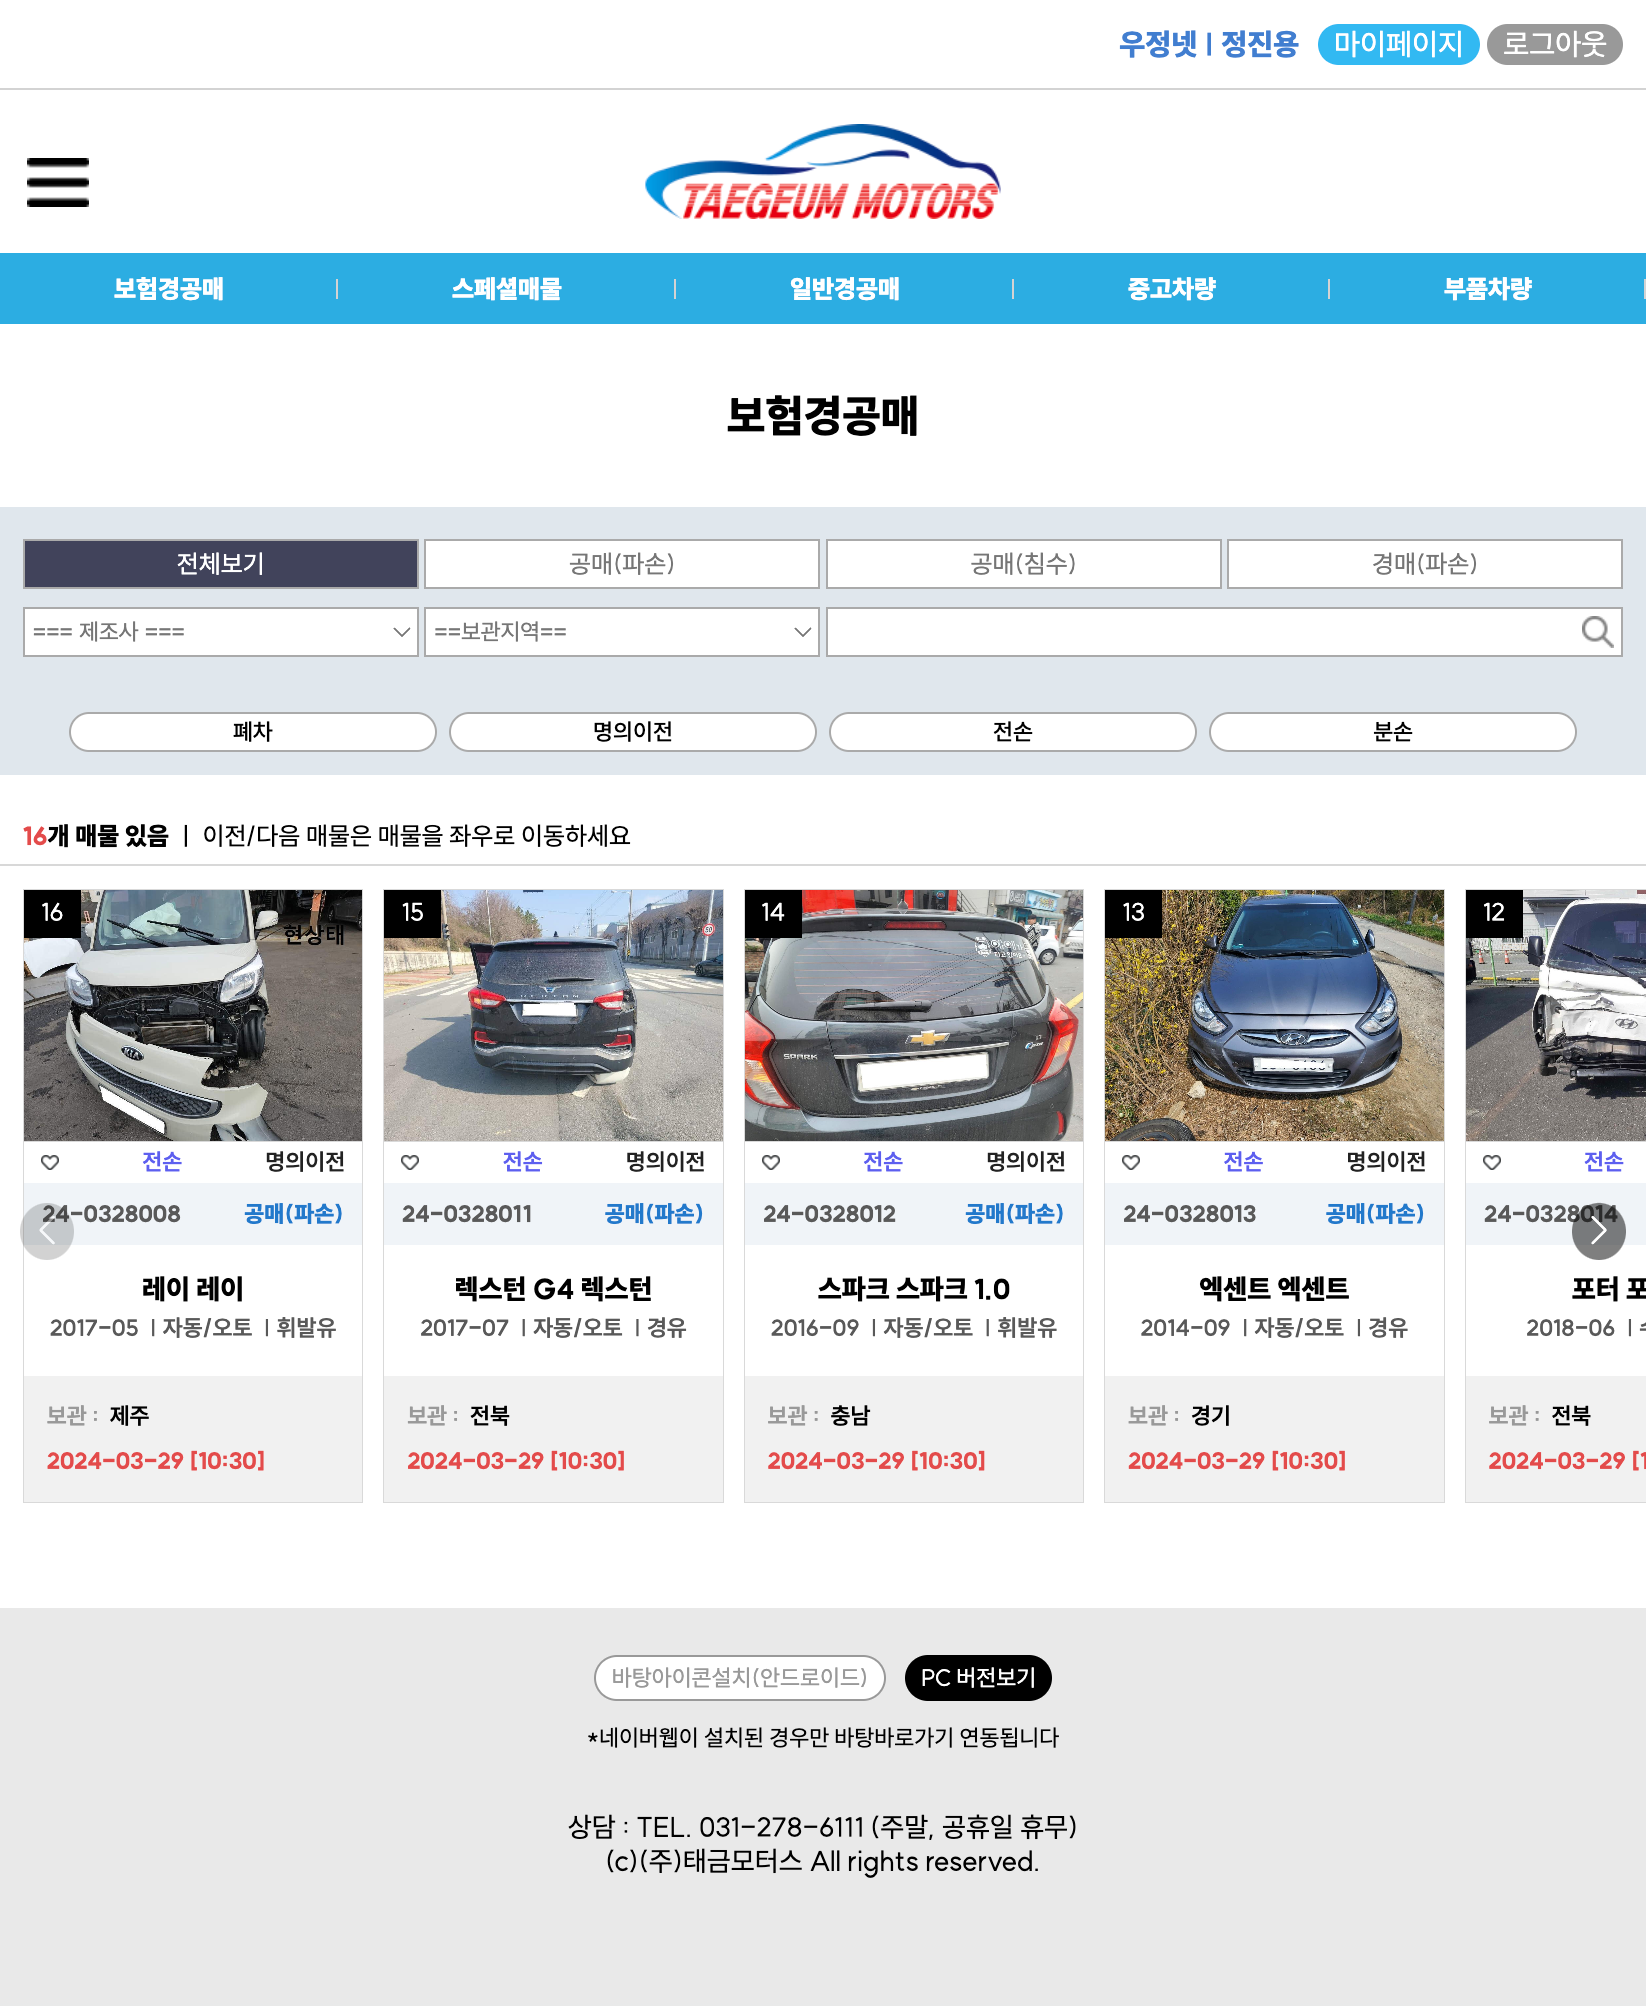 우정넷 | 정진용 마이페이지 로그아웃
TAEGEUM MOTORS
보험경공매 | 스페셜매물 | 일반경공매 | 중고차량 | 부품차량 |
보험경공매
전체보기 공매(파손) 공매(침수) 경매(파손)
=== 제조사 === ==보관지역==
폐차 명의이전 전손 분손
16개 매물 있음 | 이전/다음 매물은 매물을 좌우로 이동하세요
16 15 14 13 12
현상태
REXTON
SPARK
KIA
전손 명의이전 전손 명의이전 전손 명의이전 전손 명의이전 전손
24-0328008 공매(파손) 24-0328011 공매(파손) 24-0328012 공매(파손) 24-0328013 공매(파손) 24-0328014
레이 레이 렉스턴 G4 렉스턴 스파크 스파크 1.0 엑센트 엑센트 포터
2017-05 | 자동/오토 | 휘발유 2017-07 | 자동/오토 | 경유 2016-09 | 자동/오토 | 휘발유 2014-09 | 자동/오토 | 경유 2018-06 |
보관 : 제주 보관 : 전북 보관 : 충남 보관 : 경기 보관 : 전북
2024-03-29 [10:30] 2024-03-29 [10:30] 2024-03-29 [10:30] 2024-03-29 [10:30] 2024-03-29
바탕아이콘설치(안드로이드) PC 버전보기
*네이버웹이 설치된 경우만 바탕바로가기 연동됩니다
상담 : TEL. 031-278-6111 (주말, 공휴일 휴무)
(c)(주)태금모터스 All rights reserved.